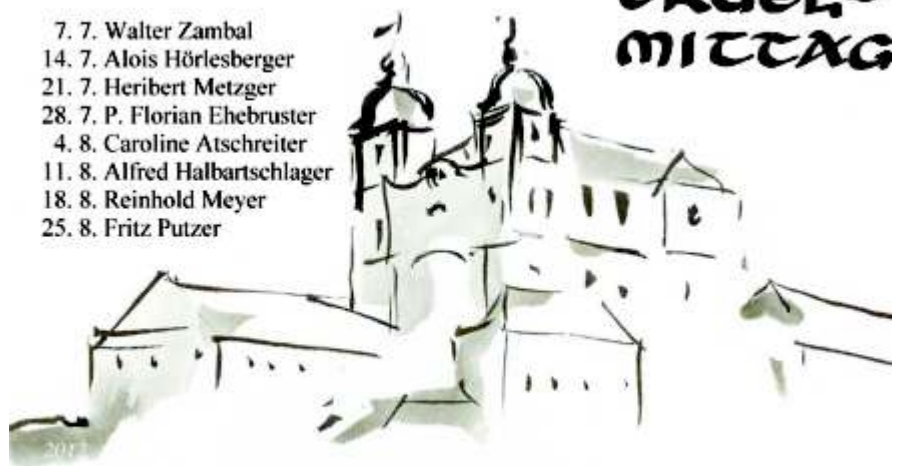 7. 7. Walter Zambal
14. 7. Alois Hörlesberger
21. 7. Heribert Metzger
28. 7. P. Florian Ehebruster
4. 8. Caroline Atschreiter
11. 8. Alfred Halbartschlager
18. 8. Reinhold Meyer
25. 8. Fritz Putzer
MITTAG